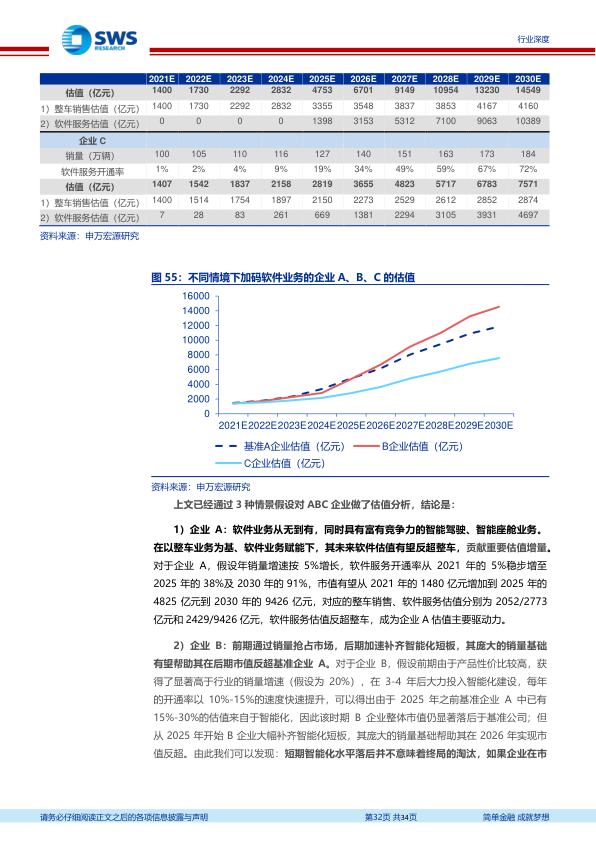 SWS
RESEARCH
行业深度
2021E 2022E 2023E 2024E 2025E 2026E 2027E 2028E 2029E 2030E
估值（亿元） 1400 1730 2292 2832 4753 6701 9149 10954 13230 14549
1）整车销售估值（亿元） 1400 1730 2292 2832 3355 3548 3837 3853 4167 4160
2）软件服务估值（亿元） 0 0 0 0 1398 3153 5312 7100 9063 10389
企业 C
销量（万辆） 100 105 110 116 127 140 151 163 173 184
软件服务开通率 1% 2% 4% 9% 19% 34% 49% 59% 67% 72%
估值（亿元） 1407 1542 1837 2158 2819 3655 4823 5717 6783 7571
1）整车销售估值（亿元） 1400 1514 1754 1897 2150 2273 2529 2612 2852 2874
2）软件服务估值（亿元） 7 28 83 261 669 1381 2294 3105 3931 4697
资料来源：申万宏源研究
图 55：不同情境下加码软件业务的企业 A、B、C 的估值
16000
14000
12000
10000
8000
6000
4000
2000
0
2021E2022E2023E2024E2025E2026E2027E2028E2029E2030E
基准A企业估值（亿元） B企业估值（亿元）
C企业估值（亿元）
资料来源：申万宏源研究
上文已经通过 3 种情景假设对 ABC 企业做了估值分析，结论是：
1）企业 A：软件业务从无到有，同时具有富有竞争力的智能驾驶、智能座舱业务。
在以整车业务为基、软件业务赋能下，其未来软件估值有望反超整车，贡献重要估值增量。
对于企业 A，假设年销量增速按 5%增长，软件服务开通率从 2021 年的 5%稳步增至
2025 年的 38%及 2030 年的 91%，市值有望从 2021 年的 1480 亿元增加到 2025 年的
4825 亿元到 2030 年的 9426 亿元，对应的整车销售、软件服务估值分别为 2052/2773
亿元和 2429/9426 亿元，软件服务估值反超整车，成为企业 A 估值主要驱动力。
2）企业 B：前期通过销量抢占市场，后期加速补齐智能化短板，其庞大的销量基础
有望帮助其在后期市值反超基准企业 A。对于企业 B，假设前期由于产品性价比较高，获
得了显著高于行业的销量增速（假设为 20%），在 3-4 年后大力投入智能化建设，每年
的开通率以 10%-15%的速度快速提升，可以得出由于 2025 年之前基准企业 A 中已有
15%-30%的估值来自于智能化，因此该时期 B 企业整体市值仍显著落后于基准公司；但
从 2025 年开始 B 企业大幅补齐智能化短板，其庞大的销量基础帮助其在 2026 年实现市
值反超。由此我们可以发现：短期智能化水平落后并不意味着终局的淘汰，如果企业在市
请务必仔细阅读正文之后的各项信息披露与声明 第32页 共34页 简单金融 成就梦想